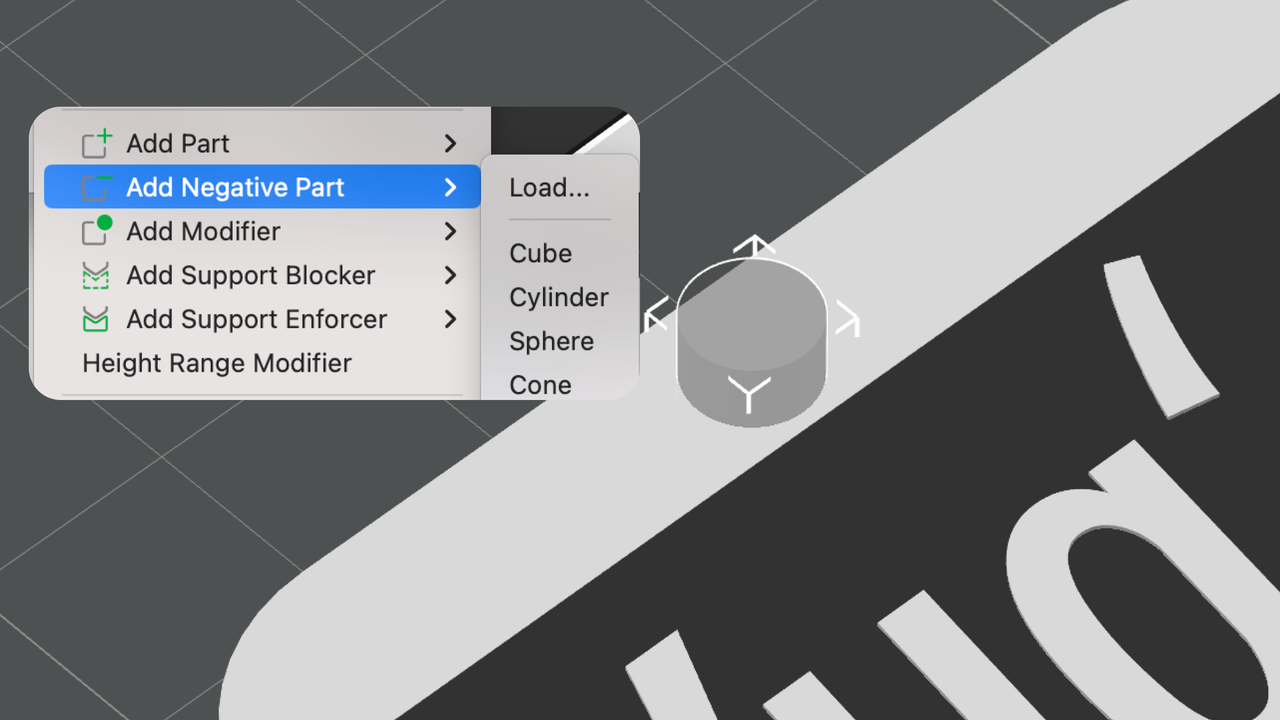 Add Part
Add Negative Part
Add Modifier
Add Support Blocker
Add Support Enforcer
Height Range Modifier
Load...
Cube
Cylinder
Sphere
Cone